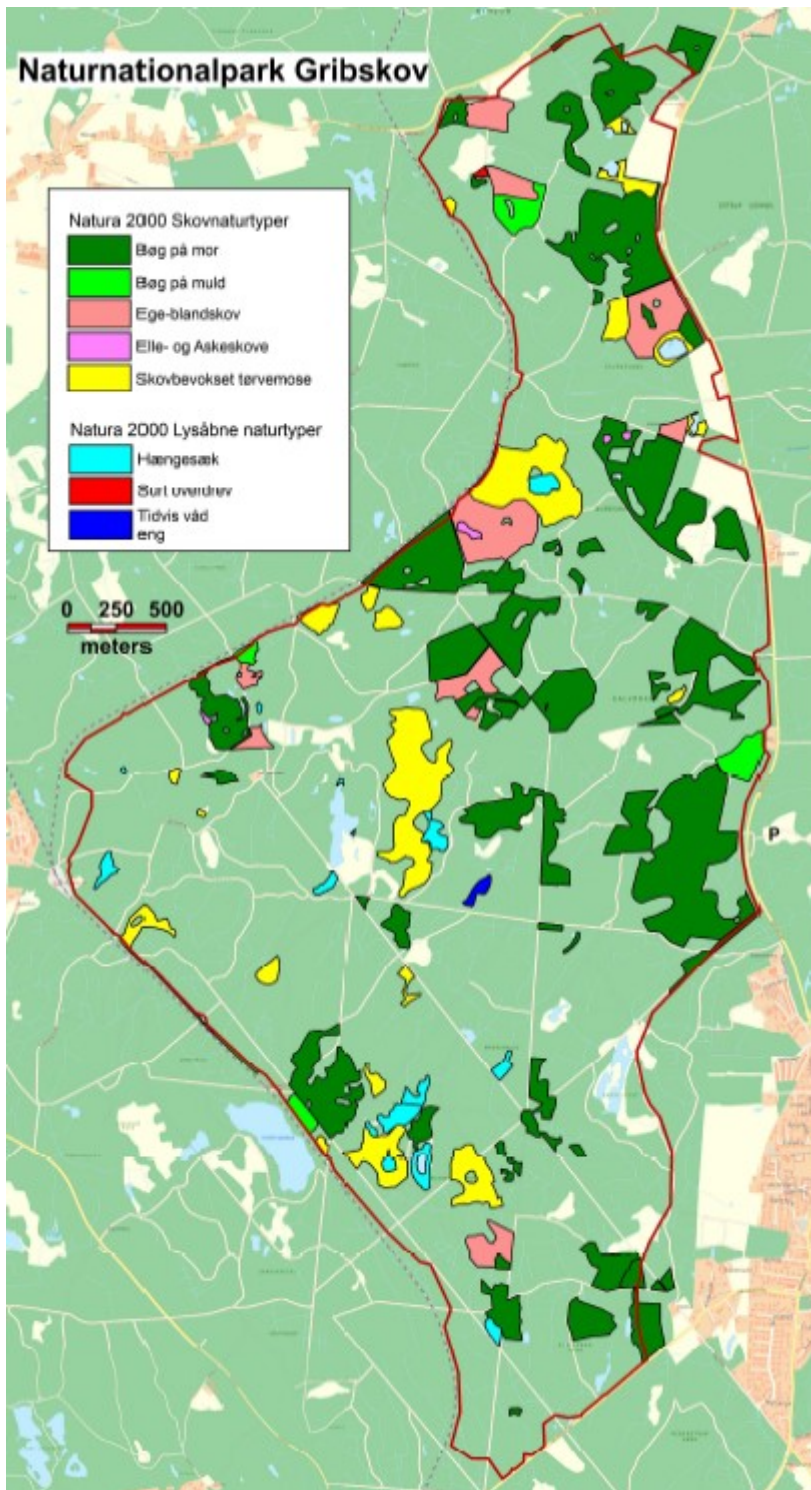 Naturnationalpark Gribskov
Natura 2000 Skovnaturtyper
Bøg på mor
Bøg på muld
Ege-blandskov
Elle- og Askeskove
Skovbevokset tørvemose
Natura 2000 Lysåbne naturtyper
Hængesæk
Surt overdrev
Tidvis våd
eng
0 250 500
meters
P